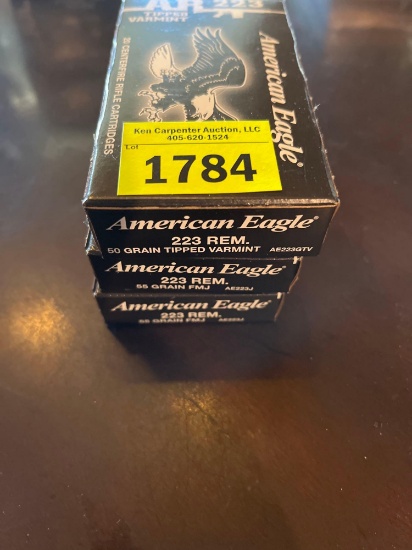 AR 223
TIPPED
VARMINT
20 CENTERFIRE RIFLE CARTRIDGES
American Eagle®
Ken Carpenter Auction, LLC
405-620-1524
Lot
1784
American Eagle®
223 REM.
50 GRAIN TIPPED VARMINT AE223GTV
American Eagle®
223 REM.
55 GRAIN FMJ AE223J
American Eagle®
223 REM.
55 GRAIN FMJ AE223J